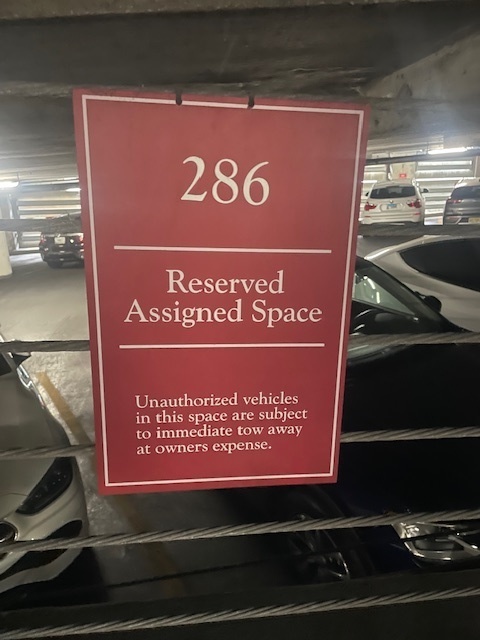 286
Reserved
Assigned Space
Unauthorized vehicles
in this space are subject
to immediate tow away
at owners expense.